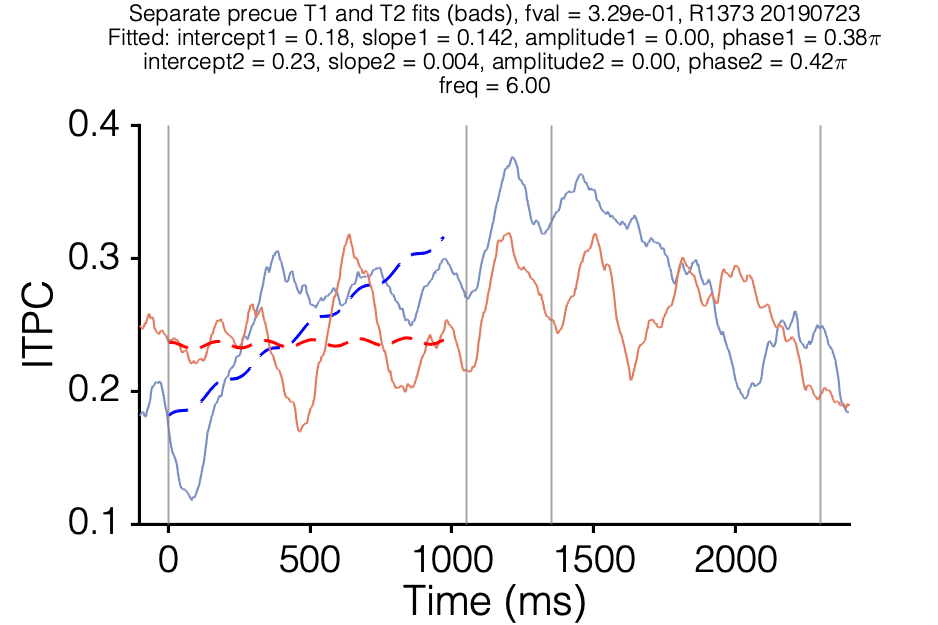 Separate precue T1 and T2 fits (bads), fval = 3.29e-01, R1373 20190723
Fitted: intercept1 = 0.18, slope1 = 0.142, amplitude1 = 0.00, phase1 = 0.38π
intercept2 = 0.23, slope2 = 0.004, amplitude2 = 0.00, phase2 = 0.42π
freq = 6.00
0.4
0.3
0.2
0.1
ITPC
0 500 1000 1500 2000
Time (ms)